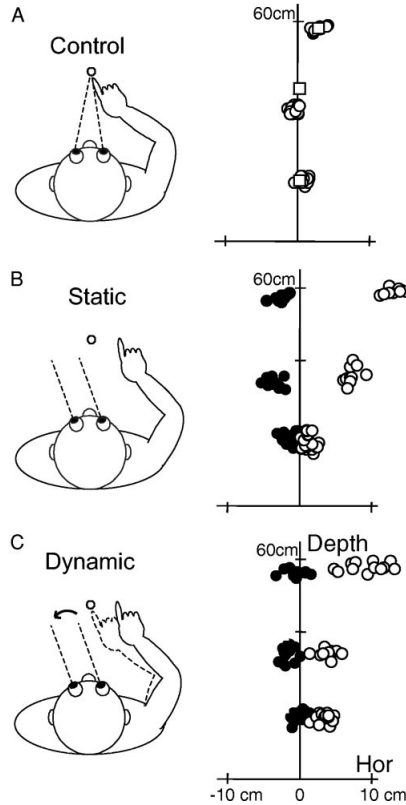 A
Control
60cm
B
Static
60cm
C
Dynamic
60cm
Depth
Hor
-10 cm
0
10 cm